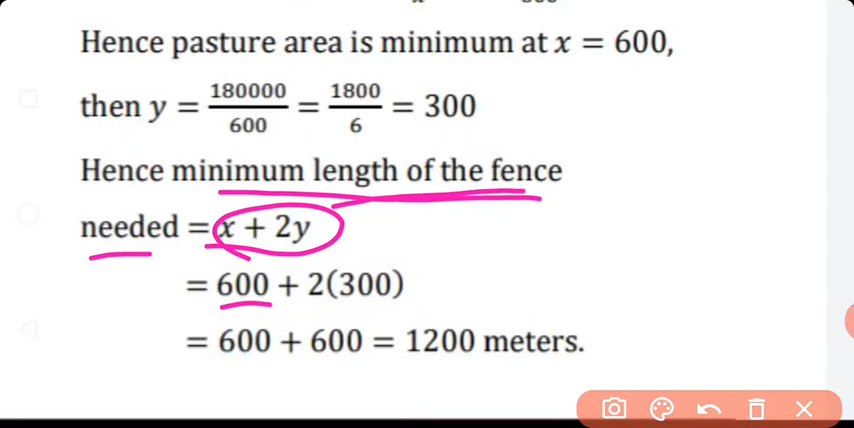 Hence pasture area is minimum at x = 600,
then y = 180000/600 = 1800/6 = 300
Hence minimum length of the fence
needed = x + 2y
= 600 + 2(300)
= 600 + 600 = 1200 meters.